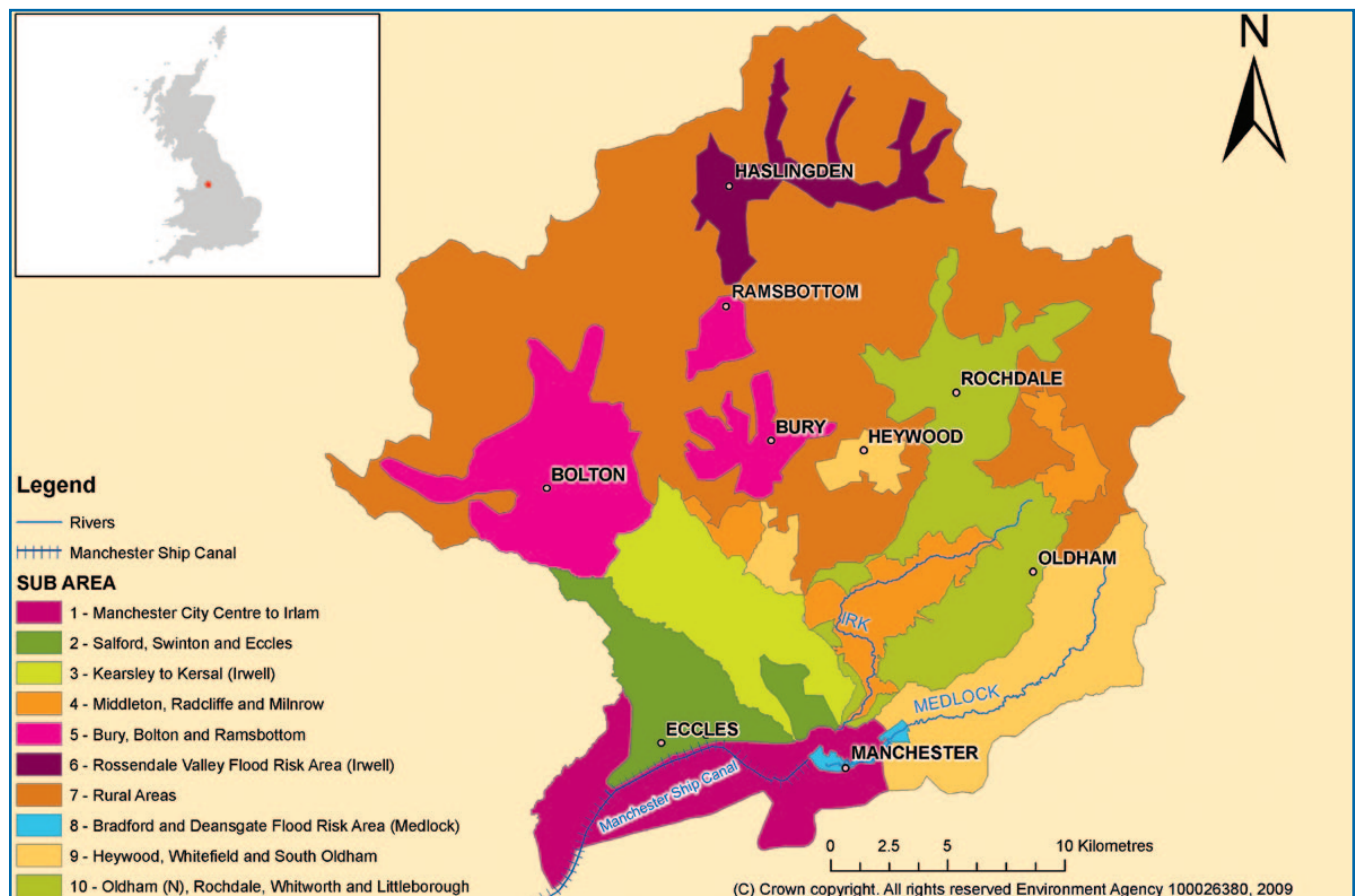 N
HASLINGDEN
RAMSBOTTOM
ROCHDALE
BURY
HEYWOOD
BOLTON
OLDHAM
IRK
MEDLOCK
ECCLES
MANCHESTER
Manchester Ship Canal
Legend
Rivers
Manchester Ship Canal
SUB AREA
1 - Manchester City Centre to Irlam
2 - Salford, Swinton and Eccles
3 - Kearsley to Kersal (Irwell)
4 - Middleton, Radcliffe and Milnrow
5 - Bury, Bolton and Ramsbottom
6 - Rossendale Valley Flood Risk Area (Irwell)
7 - Rural Areas
8 - Bradford and Deansgate Flood Risk Area (Medlock)
9 - Heywood, Whitefield and South Oldham
10 - Oldham (N), Rochdale, Whitworth and Littleborough
0 2.5 5 10 Kilometres
(C) Crown copyright. All rights reserved Environment Agency 100026380, 2009